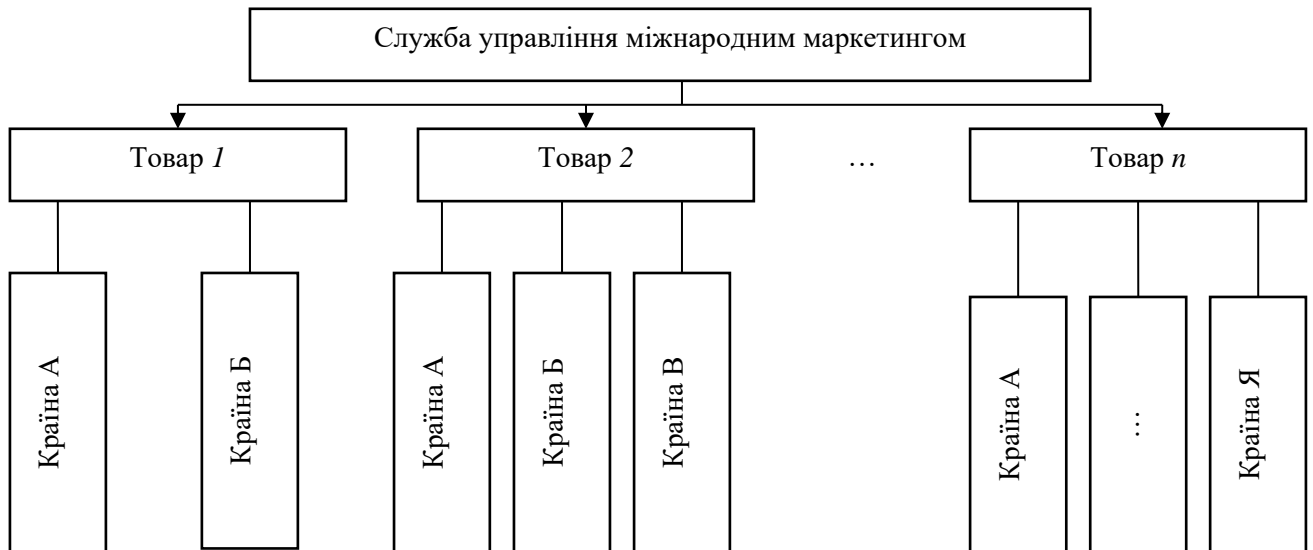 Служба управління міжнародним маркетингом
Товар 1
Товар 2
…
Товар n
Країна А
Країна Б
Країна А
Країна Б
Країна В
Країна А
…
Країна Я